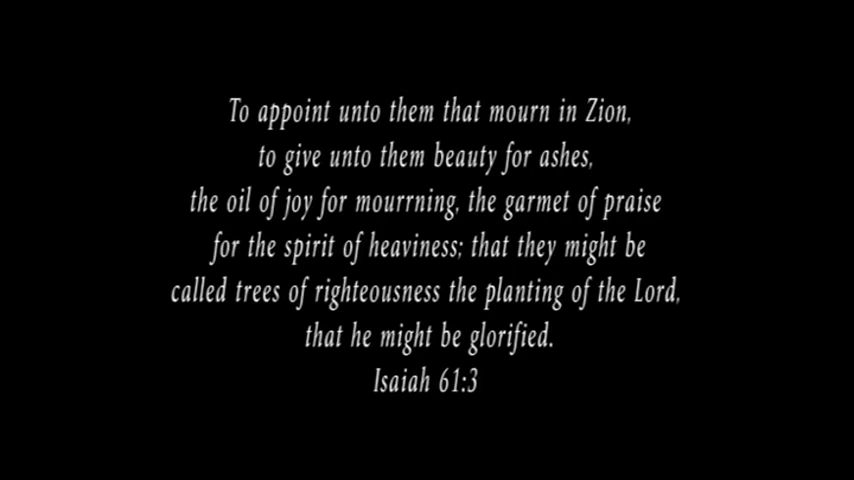 To appoint unto them that mourn in Zion,
to give unto them beauty for ashes,
the oil of joy for mourrning, the garmet of praise
for the spirit of heaviness; that they might be
called trees of righteousness the planting of the Lord,
that he might be glorified.
Isaiah 61:3